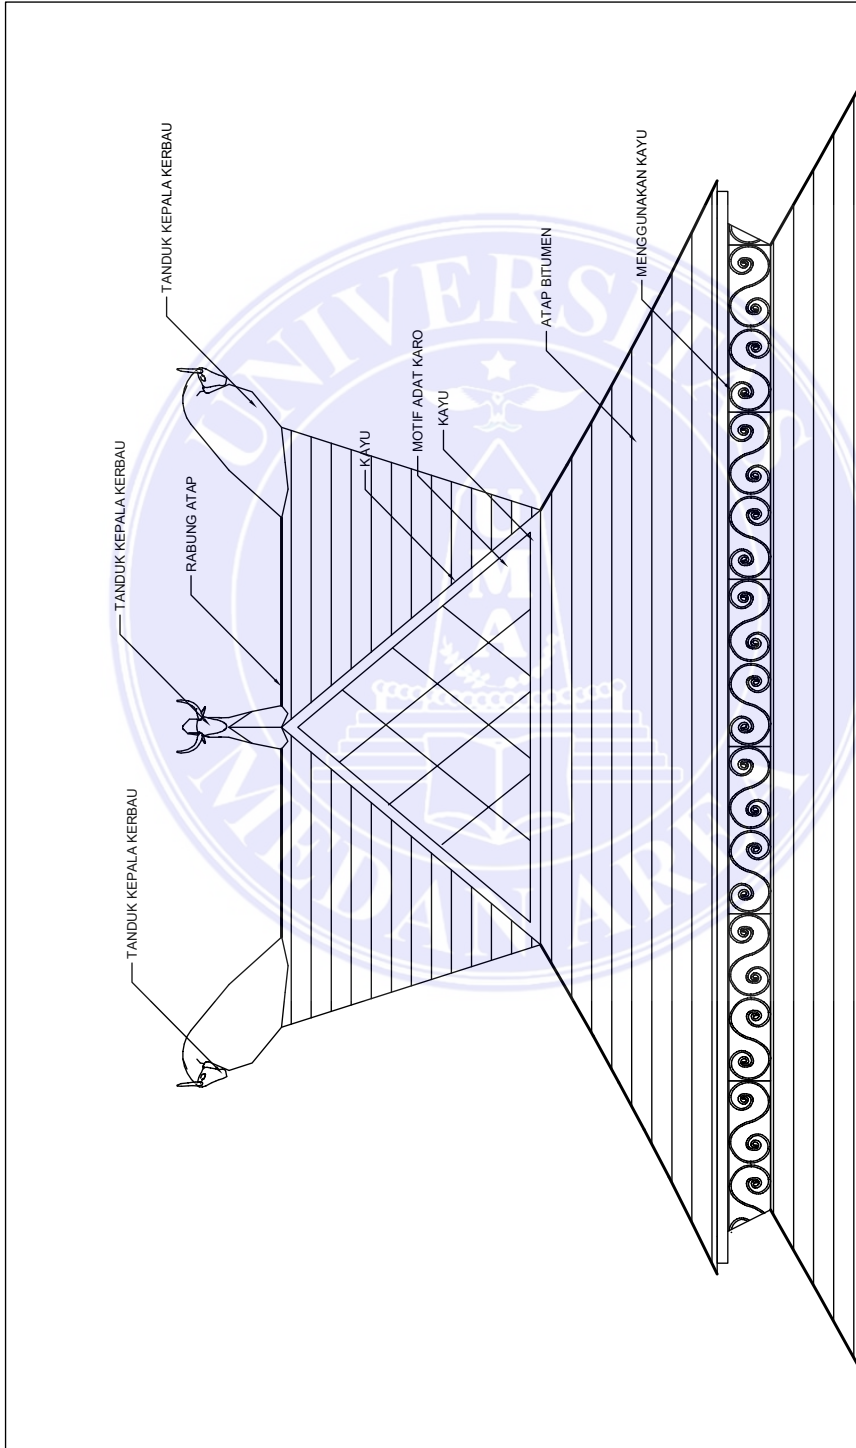 TANDUK KEPALA KERBAU
TANDUK KEPALA KERBAU
TANDUK KEPALA KERBAU
RABUNG ATAP
KAYU
MOTIF ADAT KARO
KAYU
ATAP BITUMEN
MENGGUNAKAN KAYU
UNIVERSITAS
MEDAN AREA
UMA